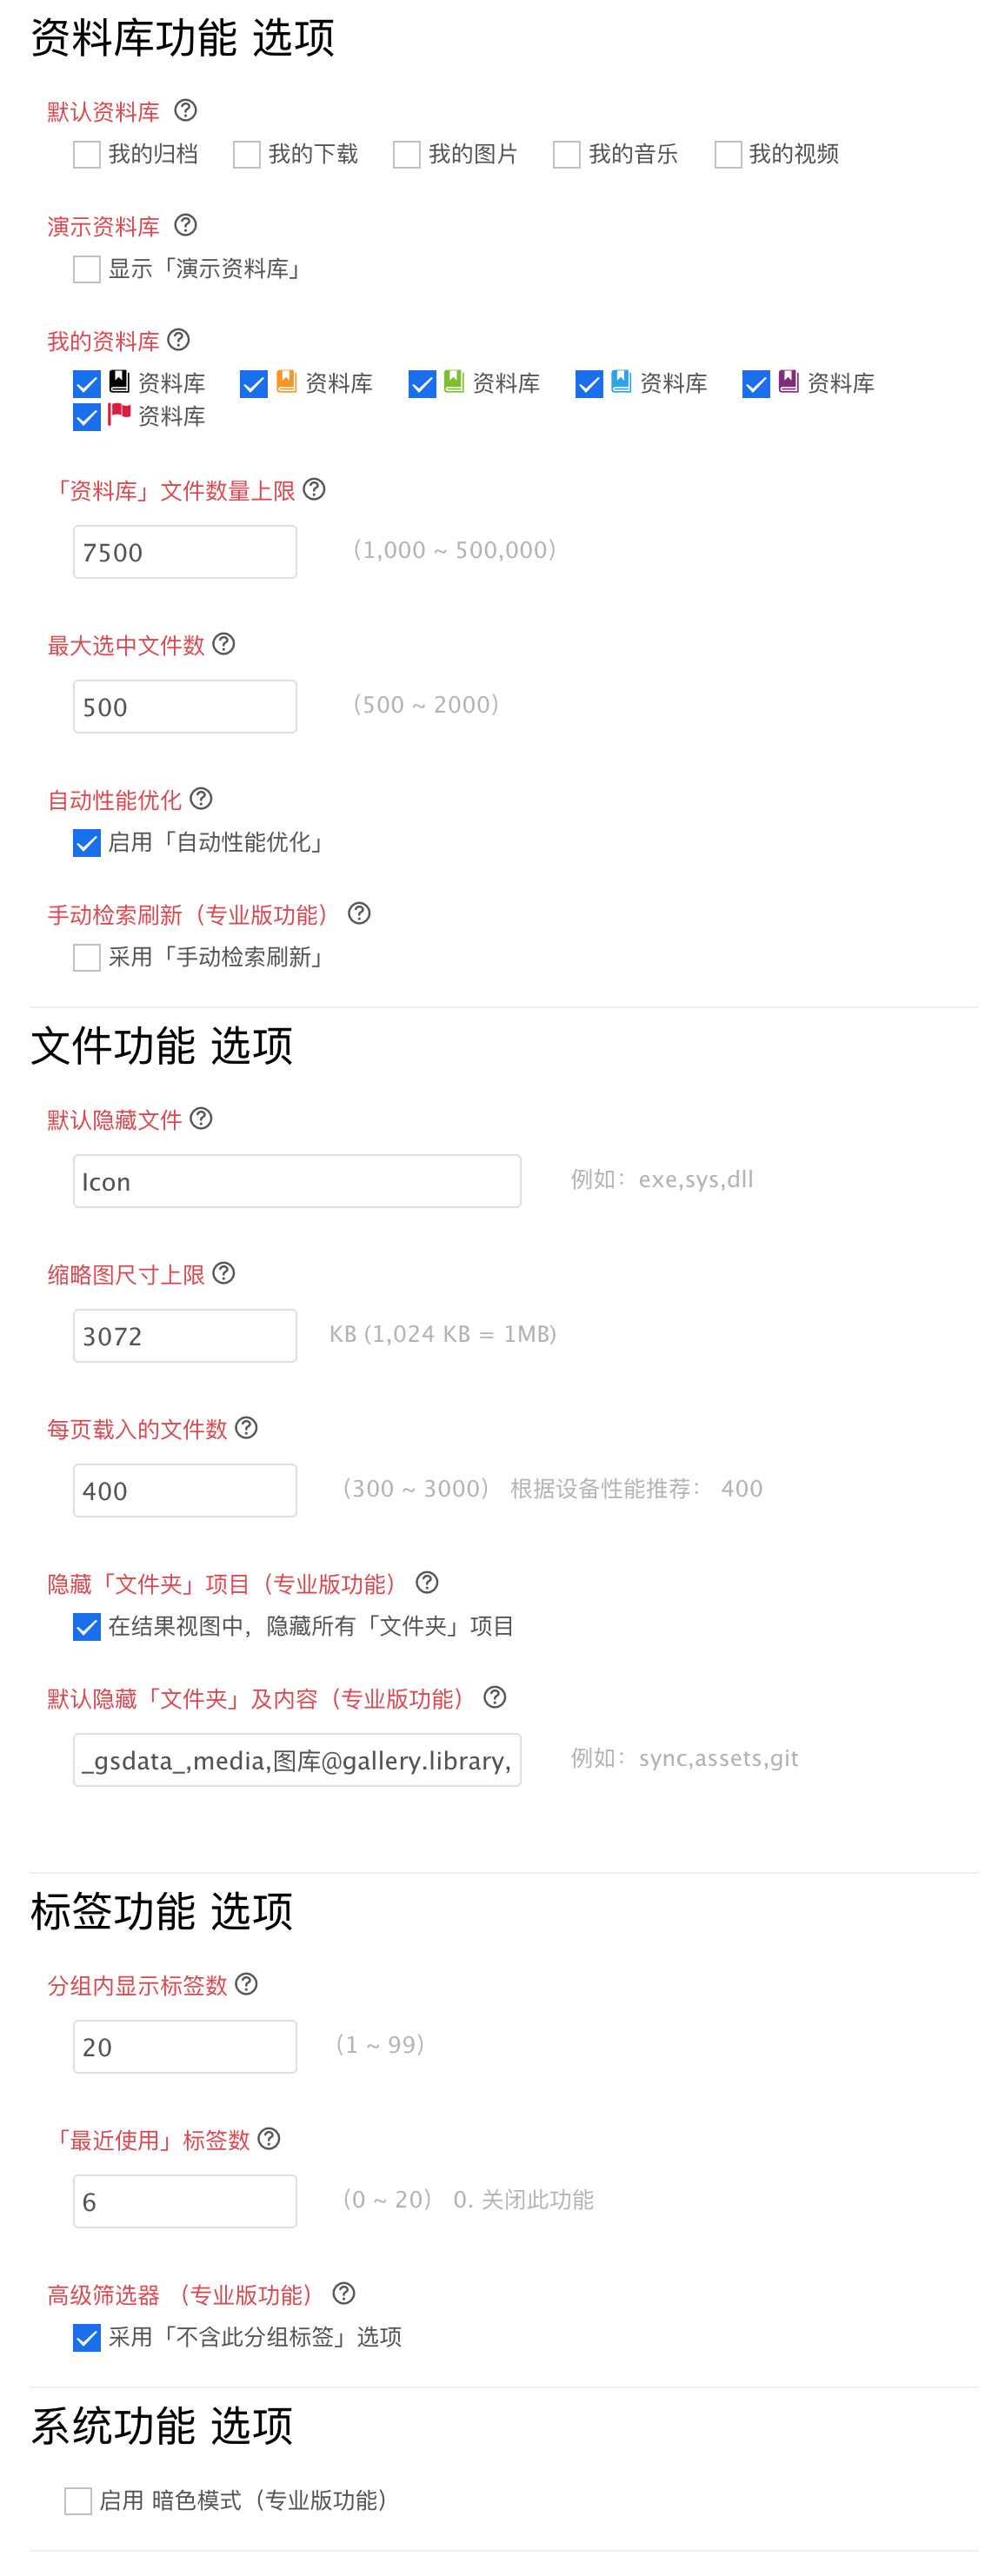 资料库功能 选项
默认资料库
我的归档 我的下载 我的图片 我的音乐 我的视频
演示资料库
显示「演示资料库」
我的资料库
资料库 资料库 资料库 资料库 资料库
资料库
「资料库」文件数量上限
7500 （1,000 ~ 500,000）
最大选中文件数
500 （500 ~ 2000）
自动性能优化
启用「自动性能优化」
手动检索刷新（专业版功能）
采用「手动检索刷新」
文件功能 选项
默认隐藏文件
Icon 例如：exe,sys,dll
缩略图尺寸上限
3072 KB (1,024 KB = 1MB)
每页载入的文件数
400 （300 ~ 3000） 根据设备性能推荐： 400
隐藏「文件夹」项目（专业版功能）
在结果视图中，隐藏所有「文件夹」项目
默认隐藏「文件夹」及内容（专业版功能）
_gsdata_,media,图库@gallery.library, 例如：sync,assets,git
标签功能 选项
分组内显示标签数
20 （1 ~ 99）
「最近使用」标签数
6 （0 ~ 20） 0. 关闭此功能
高级筛选器 （专业版功能）
采用「不含此分组标签」选项
系统功能 选项
启用 暗色模式（专业版功能）